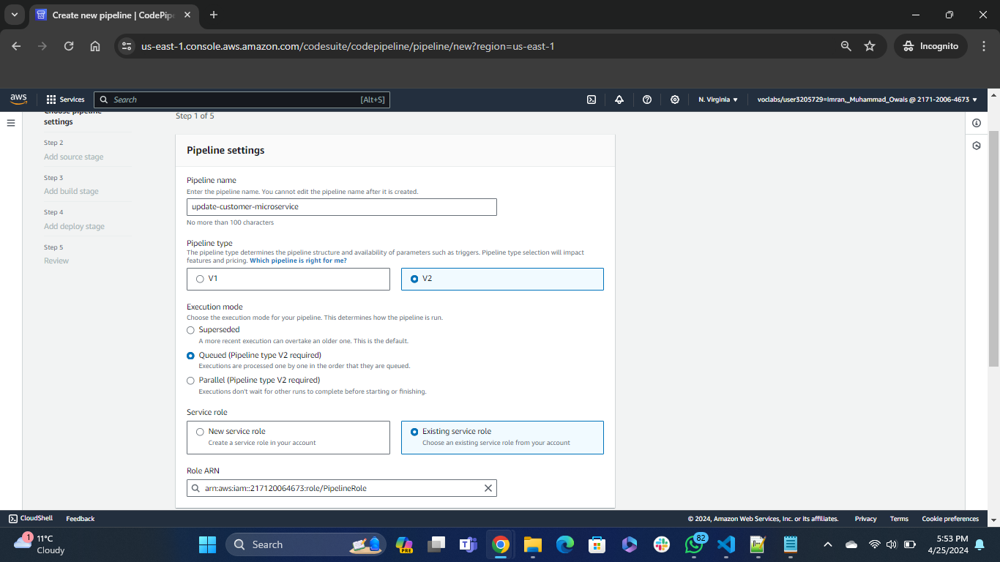 Create new pipeline | CodePip
us-east-1.console.aws.amazon.com/codesuite/codepipeline/pipeline/new?region=us-east-1
Incognito
aws
Services
Search
[Alt+S]
N. Virginia
voclabs/user3205729=Imran,_Muhammad_Owais @ 2171-2006-4673
Choose pipeline
settings
Step 2
Add source stage
Step 3
Add build stage
Step 4
Add deploy stage
Step 5
Review
Step 1 of 5
Pipeline settings
Pipeline name
Enter the pipeline name. You cannot edit the pipeline name after it is created.
update-customer-microservice
No more than 100 characters
Pipeline type
The pipeline type determines the pipeline structure and availability of parameters such as triggers. Pipeline type selection will impact
features and pricing. Which pipeline is right for me?
V1
V2
Execution mode
Choose the execution mode for your pipeline. This determines how the pipeline is run.
Superseded
A more recent execution can overtake an older one. This is the default.
Queued (Pipeline type V2 required)
Executions are processed one by one in the order that they are queued.
Parallel (Pipeline type V2 required)
Executions don't wait for other runs to complete before starting or finishing.
Service role
New service role
Create a service role in your account
Existing service role
Choose an existing service role from your account
Role ARN
arn:aws:iam::217120064673:role/PipelineRole
CloudShell
Feedback
© 2024, Amazon Web Services, Inc. or its affiliates.
Privacy
Terms
Cookie preferences
1
11°C
Cloudy
Search
PRE
82
5:53 PM
4/25/2024